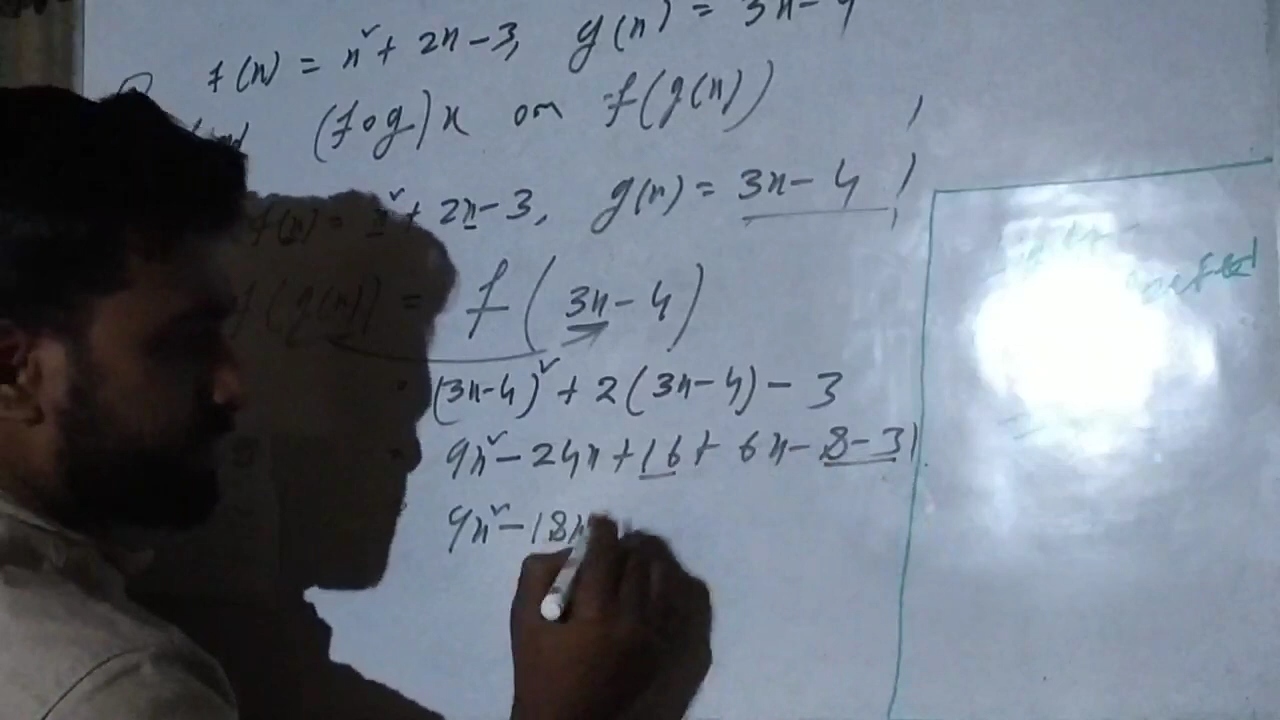 f(x) = x² + 2x - 3, g(x) = 3x - 4
(fog)x or f(g(x))
f(x) = x² + 2x - 3, g(x) = 3x - 4
f(g(x)) = f(3x - 4)
= (3x-4)² + 2(3x-4) - 3
= 9x² - 24x + 16 + 6x - 8 - 3
= 9x² - 18x